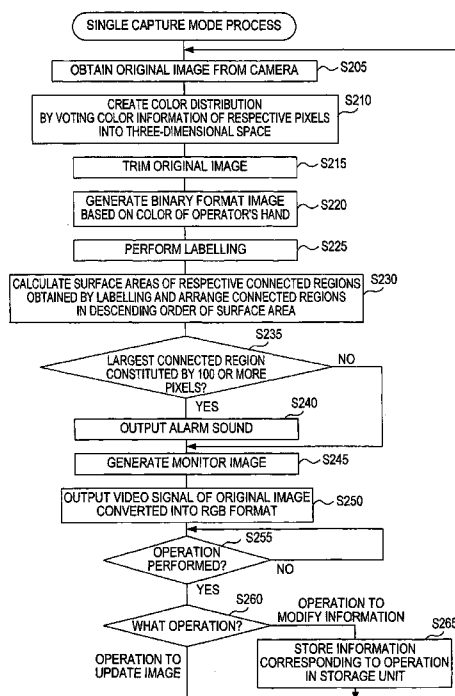 SINGLE CAPTURE MODE PROCESS
OBTAIN ORIGINAL IMAGE FROM CAMERA
S205
CREATE COLOR DISTRIBUTION
BY VOTING COLOR INFORMATION OF RESPECTIVE PIXELS
INTO THREE-DIMENSIONAL SPACE
S210
TRIM ORIGINAL IMAGE
S215
GENERATE BINARY FORMAT IMAGE
BASED ON COLOR OF OPERATOR'S HAND
S220
PERFORM LABELLING
S225
CALCULATE SURFACE AREAS OF RESPECTIVE CONNECTED REGIONS
OBTAINED BY LABELLING AND ARRANGE CONNECTED REGIONS
IN DESCENDING ORDER OF SURFACE AREA
S230
S235
LARGEST CONNECTED REGION
CONSTITUTED BY 100 OR MORE
PIXELS?
NO
YES
S240
OUTPUT ALARM SOUND
GENERATE MONITOR IMAGE
S245
OUTPUT VIDEO SIGNAL OF ORIGINAL IMAGE
CONVERTED INTO RGB FORMAT
S250
S255
OPERATION
PERFORMED?
NO
YES
S260
WHAT OPERATION?
OPERATION TO
MODIFY INFORMATION
S265
STORE INFORMATION
CORRESPONDING TO OPERATION
IN STORAGE UNIT
OPERATION TO
UPDATE IMAGE